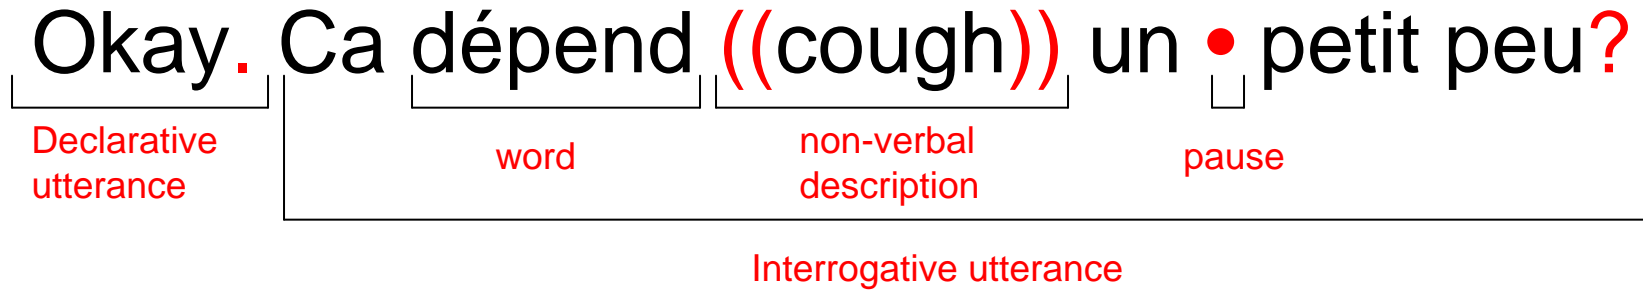 Okay. Ca dépend ((cough)) un • petit peu?
Declarative
utterance
word
non-verbal
description
pause
Interrogative utterance